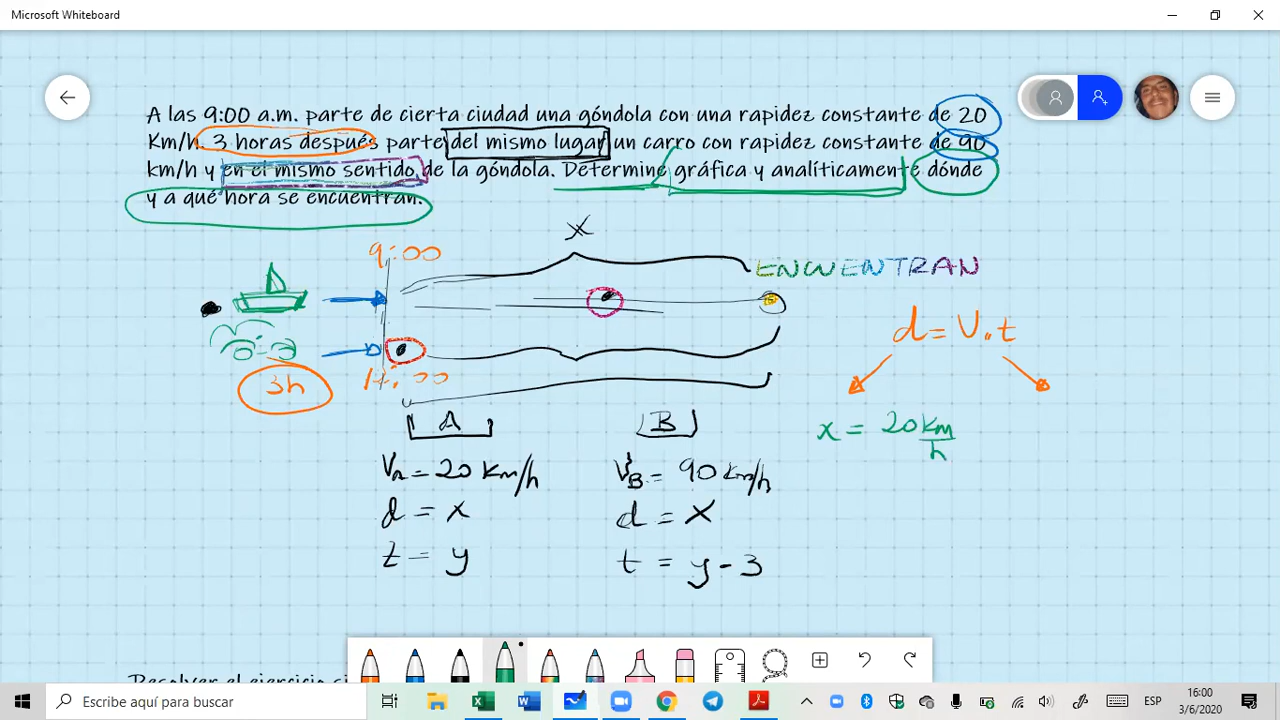 Microsoft Whiteboard
A las 9:00 a.m. parte de cierta ciudad una góndola con una rapidez constante de 20
Km/h. 3 horas después parte del mismo lugar un carro con rapidez constante de 90
km/h y en el mismo sentido de la góndola. Determine gráfica y analíticamente dónde
y a qué hora se encuentran.
X
9:00
ENCUENTRAN
d = V . t
3h
A
B
x = 20 km/h
VA = 20 Km/h
VB = 90 Km/h
d = x
d = X
t = y
t = y - 3
Resolver el ejercicio
Escribe aquí para buscar
ESP
16:00
3/6/2020